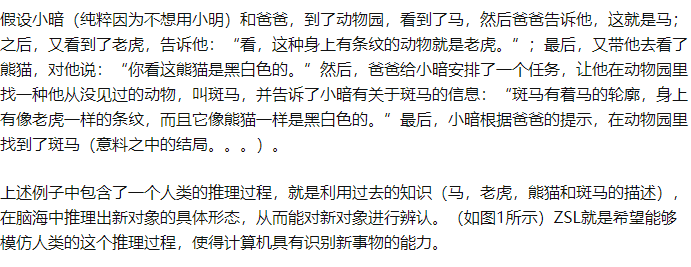 假设小暗（纯粹因为不想用小明）和爸爸，到了动物园，看到了马，然后爸爸告诉他，这就是马；
之后，又看到了老虎，告诉他：“看，这种身上有条纹的动物就是老虎。”；最后，又带他去看了
熊猫，对他说：“你看这熊猫是黑白色的。”然后，爸爸给小暗安排了一个任务，让他在动物园里
找一种他从没见过的动物，叫斑马，并告诉了小暗有关于斑马的信息：“斑马有着马的轮廓，身上
有像老虎一样的条纹，而且它像熊猫一样是黑白色的。”最后，小暗根据爸爸的提示，在动物园里
找到了斑马（意料之中的结局。。。）。
上述例子中包含了一个人类的推理过程，就是利用过去的知识（马，老虎，熊猫和斑马的描述），
在脑海中推理出新对象的具体形态，从而能对新对象进行辨认。（如图1所示）ZSL就是希望能够
模仿人类的这个推理过程，使得计算机具有识别新事物的能力。